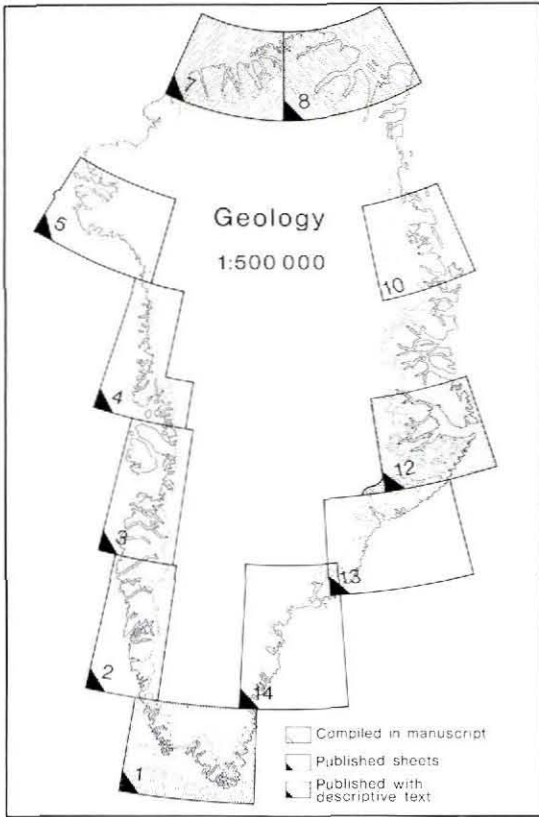 7
8
5
Geology
1:500 000
10
4
12
3
13
2
14
1
Compiled in manuscript
Published sheets
Published with
descriptive text